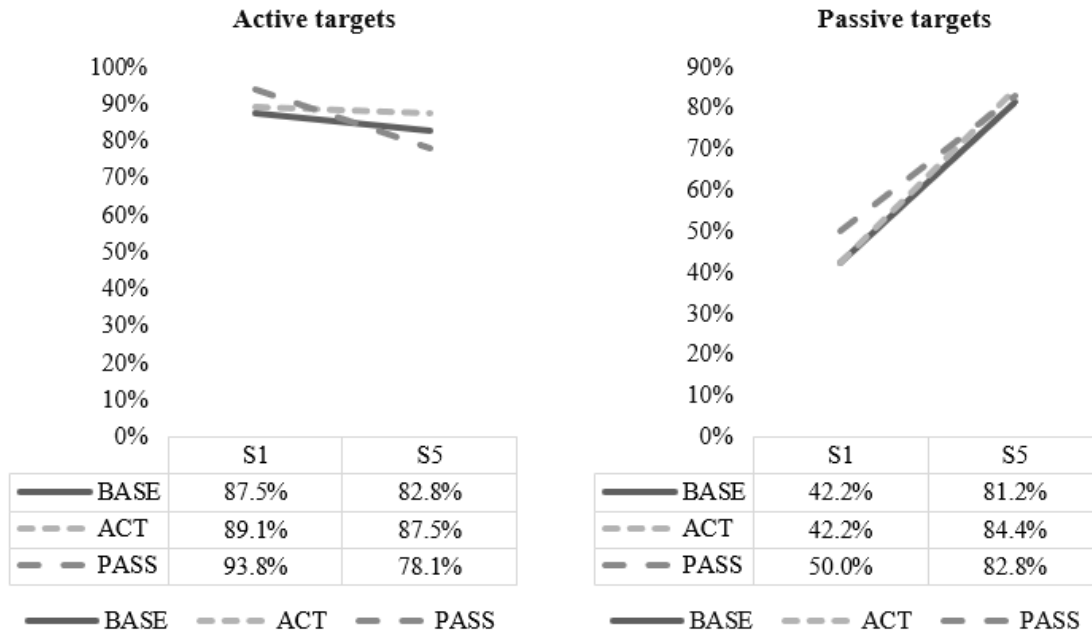 Active targets
100%
90%
80%
70%
60%
50%
40%
30%
20%
10%
0%
S1 S5
BASE 87.5% 82.8%
ACT 89.1% 87.5%
PASS 93.8% 78.1%
BASE ACT PASS
Passive targets
90%
80%
70%
60%
50%
40%
30%
20%
10%
0%
S1 S5
BASE 42.2% 81.2%
ACT 42.2% 84.4%
PASS 50.0% 82.8%
BASE ACT PASS